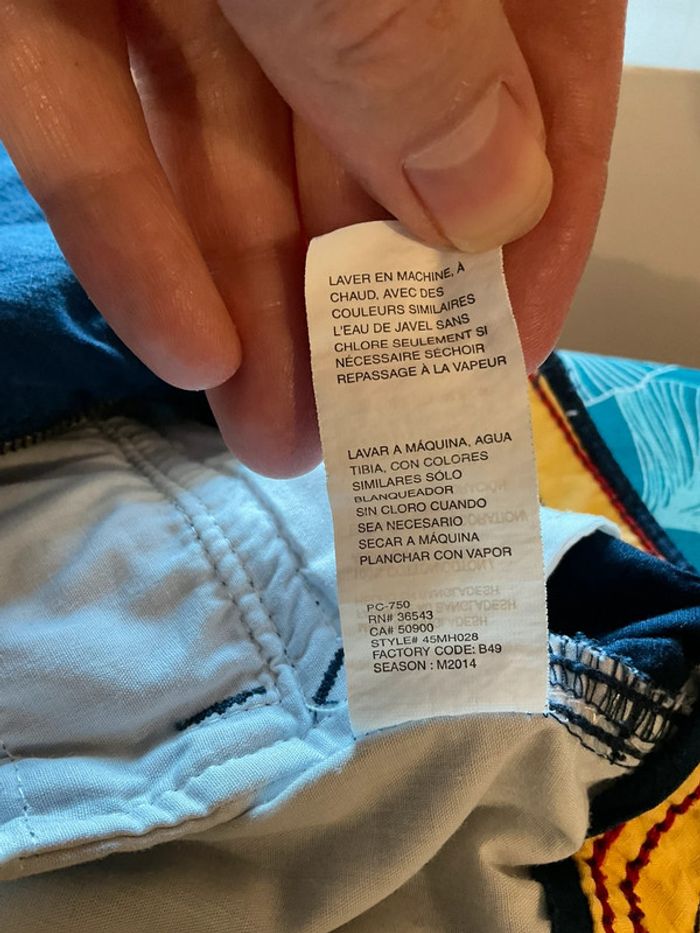 LAVER EN MACHINE, À
CHAUD, AVEC DES
COULEURS SIMILAIRES
L'EAU DE JAVEL SANS
CHLORE SEULEMENT SI
NÉCESSAIRE SÉCHOIR
REPASSAGE À LA VAPEUR
LAVAR A MÁQUINA, AGUA
TIBIA, CON COLORES
SIMILARES SÓLO
BLANQUEADOR
SIN CLORO CUANDO
SEA NECESARIO
SECAR A MÁQUINA
PLANCHAR CON VAPOR
PC-750
RN# 36543
CA# 50900
STYLE# 45MH028
FACTORY CODE: B49
SEASON : M2014